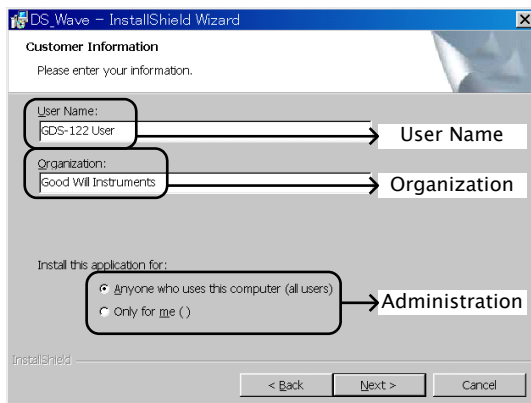 DS_Wave - InstallShield Wizard
Customer Information
Please enter your information.
User Name:
GDS-122 User
User Name
Organization:
Good Will Instruments
Organization
Install this application for:
Anyone who uses this computer (all users)
Only for me ( )
Administration
InstallShield
< Back
Next >
Cancel